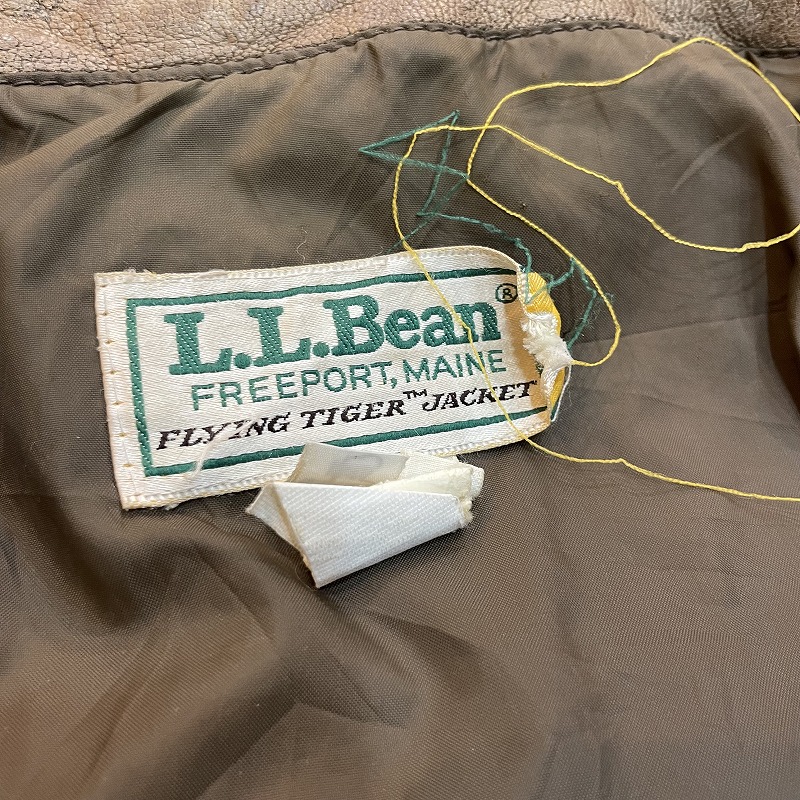 L.L.Bean®
FREEPORT, MAINE
FLYING TIGER™ JACKET